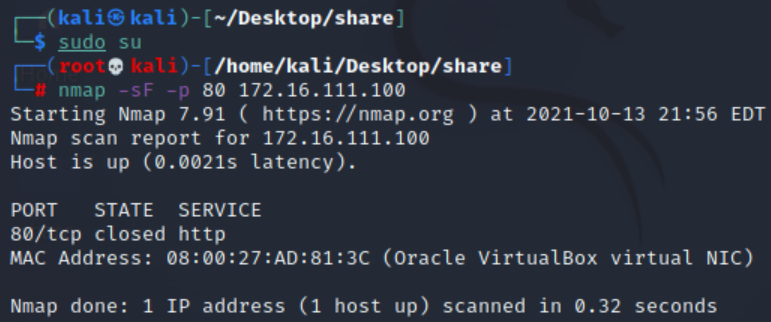 ┌──(kali㉿kali)-[~/Desktop/share]
└─$ sudo su
┌──(root💀kali)-[/home/kali/Desktop/share]
└─# nmap -sF -p 80 172.16.111.100
Starting Nmap 7.91 ( https://nmap.org ) at 2021-10-13 21:56 EDT
Nmap scan report for 172.16.111.100
Host is up (0.0021s latency).
PORT   STATE  SERVICE
80/tcp closed http
MAC Address: 08:00:27:AD:81:3C (Oracle VirtualBox virtual NIC)
Nmap done: 1 IP address (1 host up) scanned in 0.32 seconds